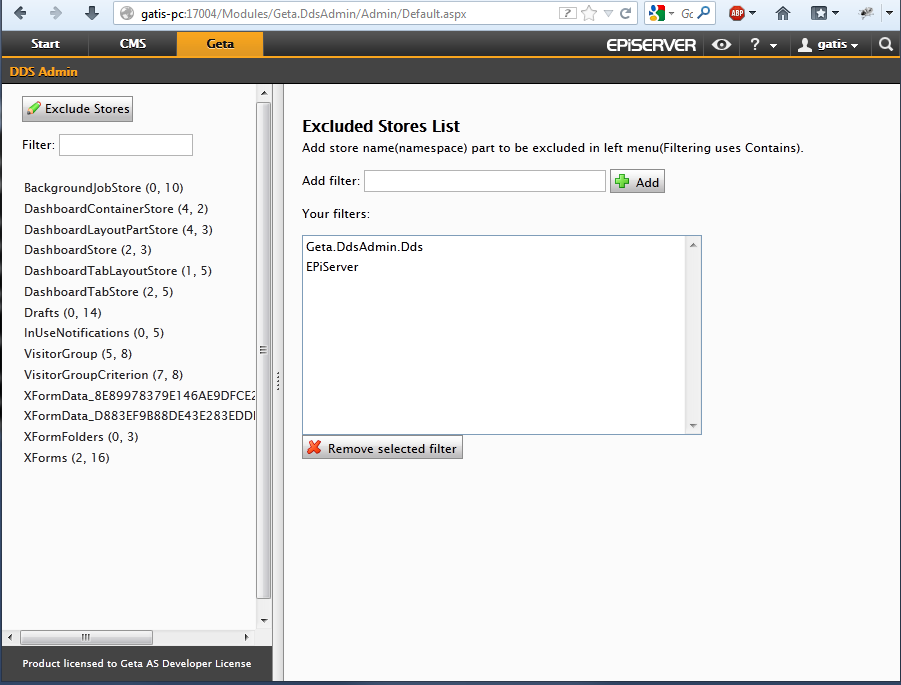 gatis-pc:17004/Modules/Geta.DdsAdmin/Admin/Default.aspx
Gc
ABP
Start
CMS
Geta
EPiSERVER
?
gatis
DDS Admin
Exclude Stores
Filter:
BackgroundJobStore (0, 10)
DashboardContainerStore (4, 2)
DashboardLayoutPartStore (4, 3)
DashboardStore (2, 3)
DashboardTabLayoutStore (1, 5)
DashboardTabStore (2, 5)
Drafts (0, 14)
InUseNotifications (0, 5)
VisitorGroup (5, 8)
VisitorGroupCriterion (7, 8)
XFormData_8E89978379E146AE9DFCE2
XFormData_D883EF9B88DE43E283EDD
XFormFolders (0, 3)
XForms (2, 16)
Product licensed to Geta AS Developer License
Excluded Stores List
Add store name(namespace) part to be excluded in left menu(Filtering uses Contains).
Add filter:
Add
Your filters:
Geta.DdsAdmin.Dds
EPiServer
Remove selected filter